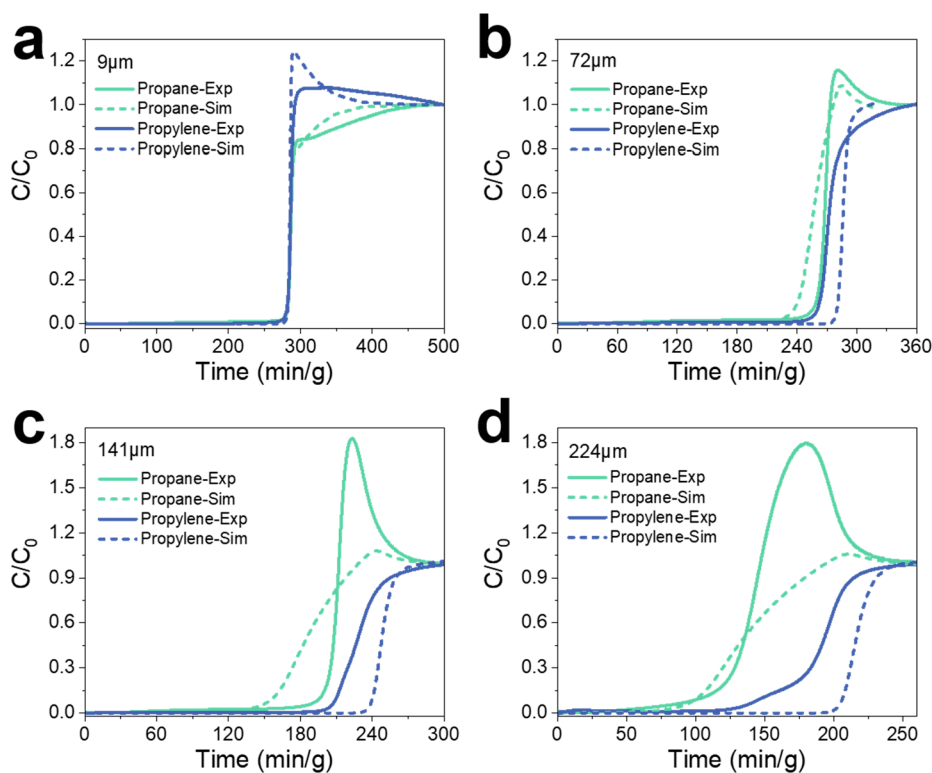 a
9μm
Propane-Exp
Propane-Sim
Propylene-Exp
Propylene-Sim
C/C₀
1.2
1.0
0.8
0.6
0.4
0.2
0.0
0 100 200 300 400 500
Time (min/g)
b
72μm
Propane-Exp
Propane-Sim
Propylene-Exp
Propylene-Sim
C/C₀
1.2
1.0
0.8
0.6
0.4
0.2
0.0
0 60 120 180 240 300 360
Time (min/g)
c
141μm
Propane-Exp
Propane-Sim
Propylene-Exp
Propylene-Sim
C/C₀
1.8
1.5
1.2
0.9
0.6
0.3
0.0
0 60 120 180 240 300
Time (min/g)
d
224μm
Propane-Exp
Propane-Sim
Propylene-Exp
Propylene-Sim
C/C₀
1.8
1.5
1.2
0.9
0.6
0.3
0.0
0 50 100 150 200 250
Time (min/g)